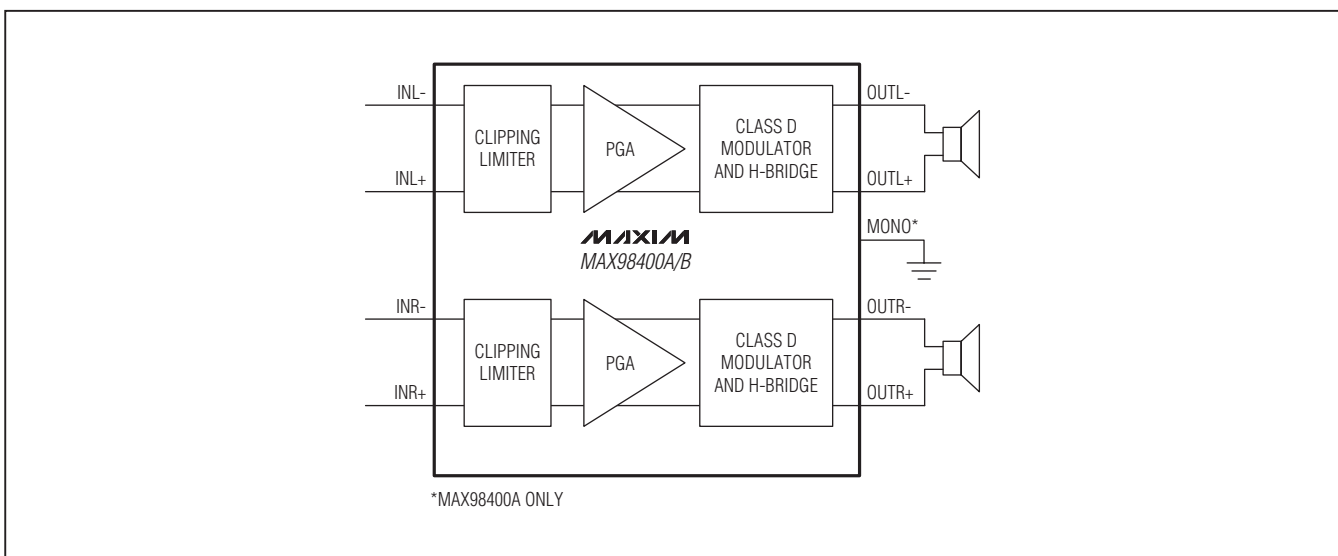 INL-
CLIPPING
LIMITER
PGA
CLASS D
MODULATOR
AND H-BRIDGE
OUTL-
INL+
OUTL+
MONO*
MAXIM
MAX98400A/B
INR-
CLIPPING
LIMITER
PGA
CLASS D
MODULATOR
AND H-BRIDGE
OUTR-
INR+
OUTR+
*MAX98400A ONLY